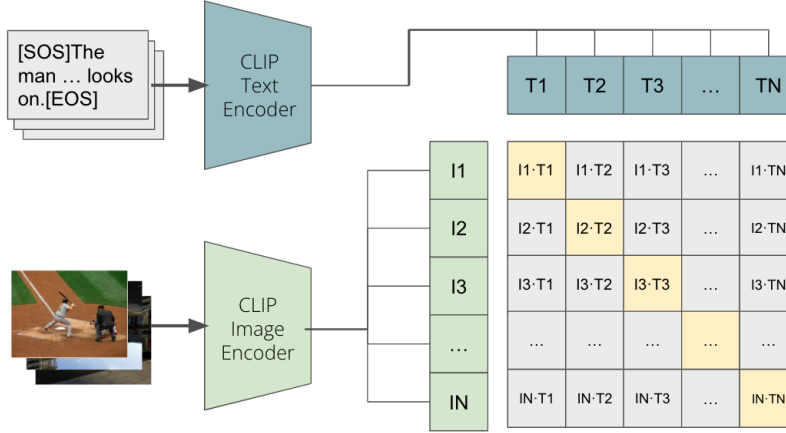 [SOS]The
man … looks
on.[EOS]
CLIP
Text
Encoder
T1 T2 T3 … TN
CLIP
Image
Encoder
I1 I1·T1 I1·T2 I1·T3 … I1·TN
I2 I2·T1 I2·T2 I2·T3 … I2·TN
I3 I3·T1 I3·T2 I3·T3 … I3·TN
… … … … … …
IN IN·T1 IN·T2 IN·T3 … IN·TN